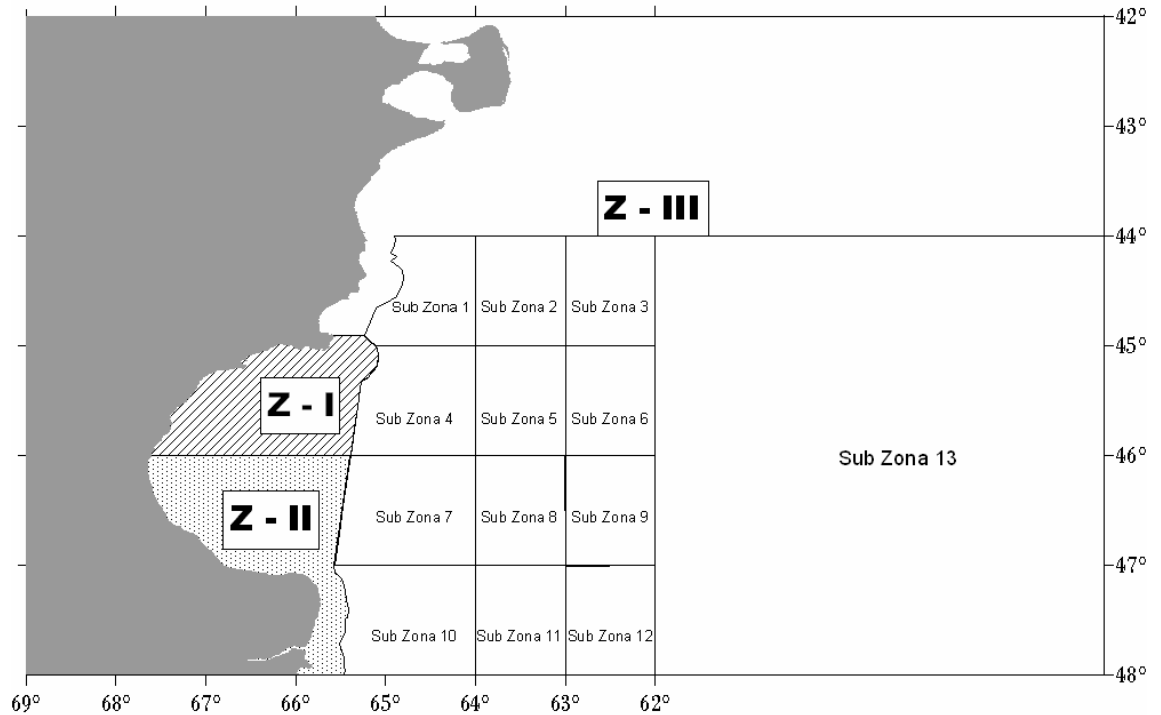 42°
43°
Z - III
44°
Sub Zona 1 Sub Zona 2 Sub Zona 3
45°
Z - I
Sub Zona 4 Sub Zona 5 Sub Zona 6
46°
Sub Zona 13
Z - II
Sub Zona 7 Sub Zona 8 Sub Zona 9
47°
Sub Zona 10 Sub Zona 11 Sub Zona 12
48°
69° 68° 67° 66° 65° 64° 63° 62°